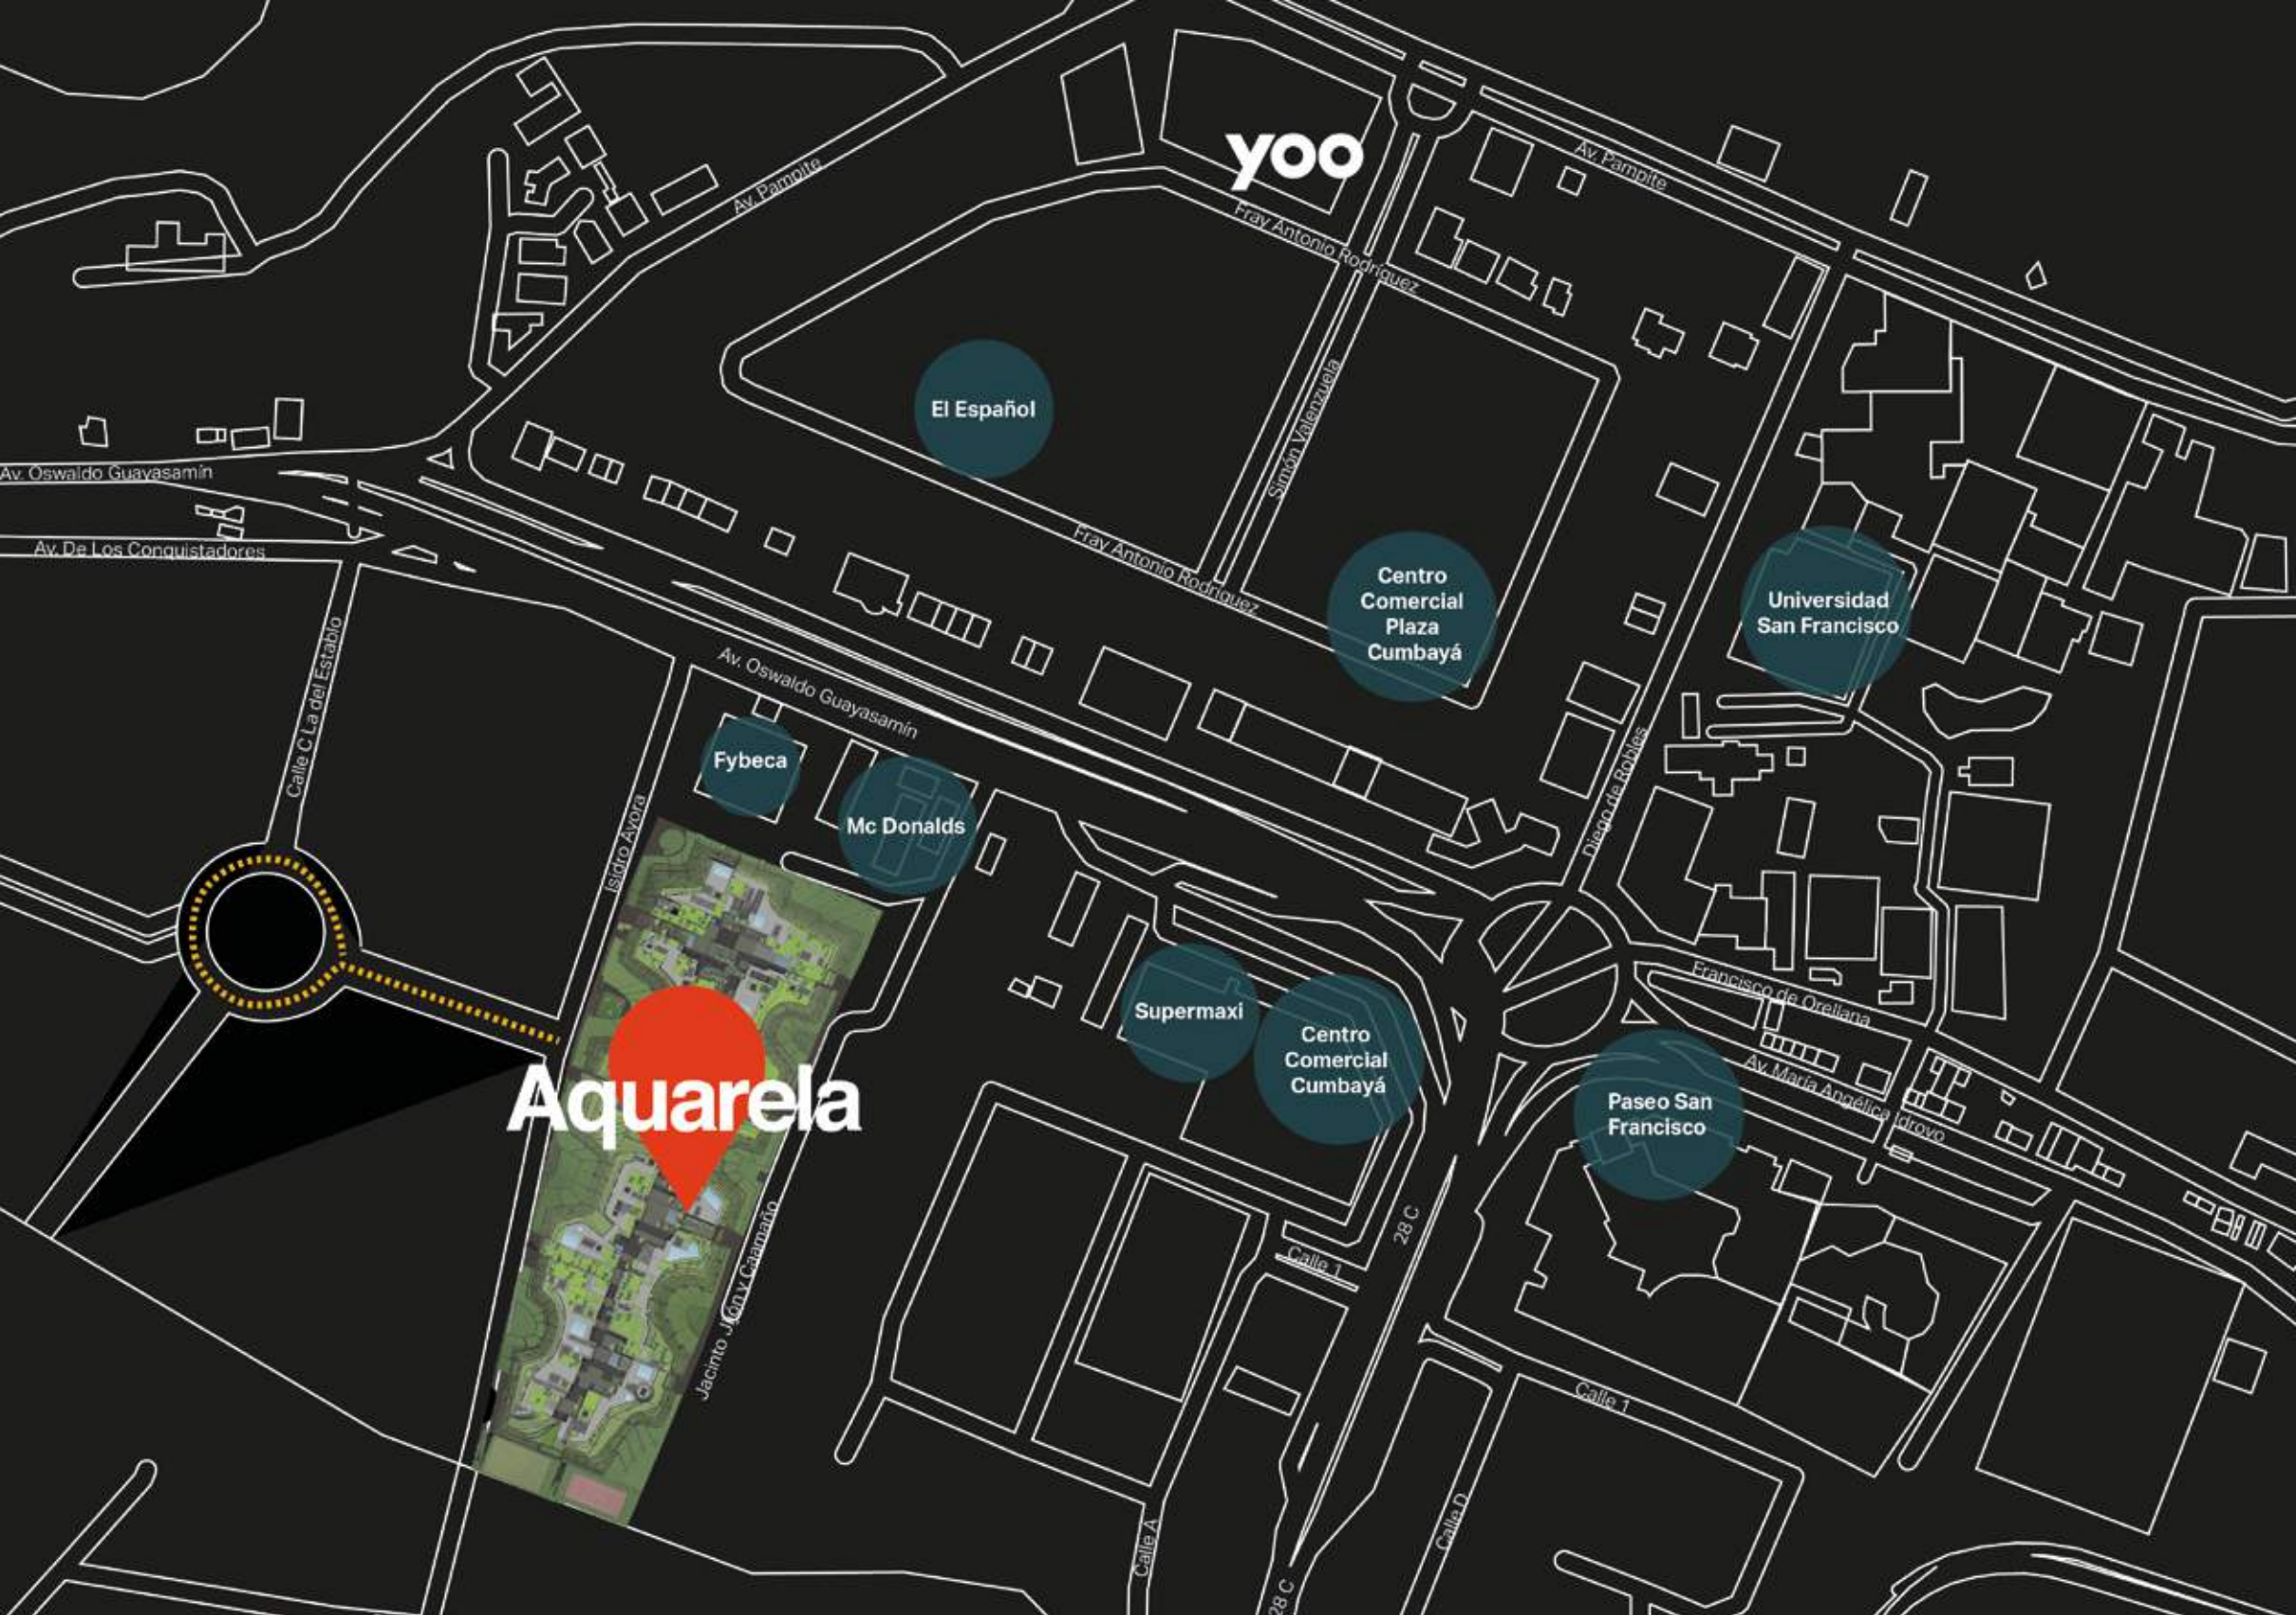 yoo
Av. Pampite
Av. Pampite
Fray Antonio Rodríguez
El Español
Simón Valenzuela
Av. Oswaldo Guayasamín
Av. De Los Conquistadores
Fray Antonio Rodríguez
Centro
Comercial
Plaza
Cumbayá
Universidad
San Francisco
Calle C La del Establo
Av. Oswaldo Guayasamín
Fybeca
Mc Donalds
Isidro Ayora
Diego de Robles
Supermaxi
Centro
Comercial
Cumbayá
Francisco de Orellana
Av. María Angélica Idrovo
Paseo San
Francisco
Aquarela
Jacinto Jijón y Caamaño
28 C
Calle 1
Calle 1
Calle A
Calle D
28 C